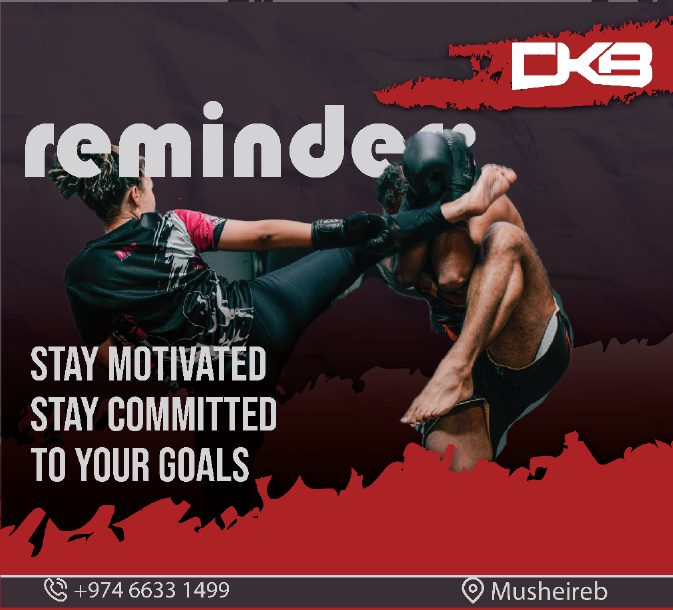 DKB
reminder
STAY MOTIVATED
STAY COMMITTED
TO YOUR GOALS
+974 6633 1499
Musheireb